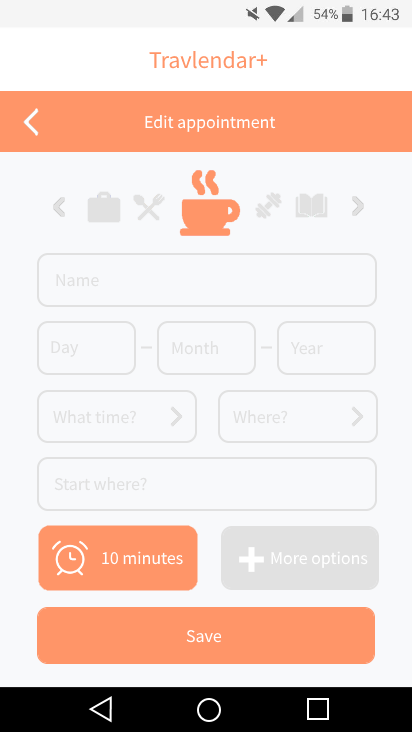 54% 16:43
Travlendar+
Edit appointment
Name
Day – Month – Year
What time? Where?
Start where?
10 minutes More options
Save